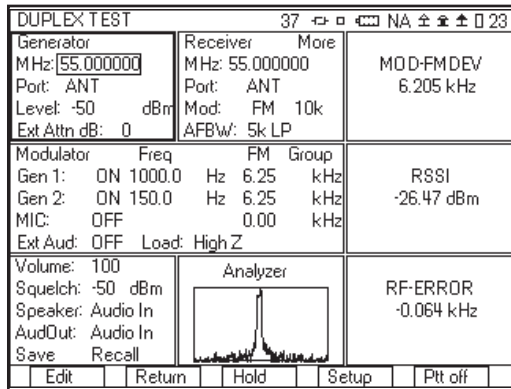 DUPLEX TEST 37 NA 23
Generator
MHz: 55.000000
Port: ANT
Level: -50 dBm
Ext Attn dB: 0
Receiver More
MHz: 55.000000
Port: ANT
Mod: FM 10k
AFBW: 5k LP
MOD-FM DEV
6.205 kHz
Modulator Freq FM Group
Gen 1: ON 1000.0 Hz 6.25 kHz
Gen 2: ON 150.0 Hz 6.25 kHz
MIC: OFF 0.00 kHz
Ext Aud: OFF Load: High Z
RSSI
-26.47 dBm
Volume: 100
Squelch: -50 dBm
Speaker: Audio In
AudOut: Audio In
Save Recall
Analyzer
RF-ERROR
-0.064 kHz
Edit Return Hold Setup Ptt off